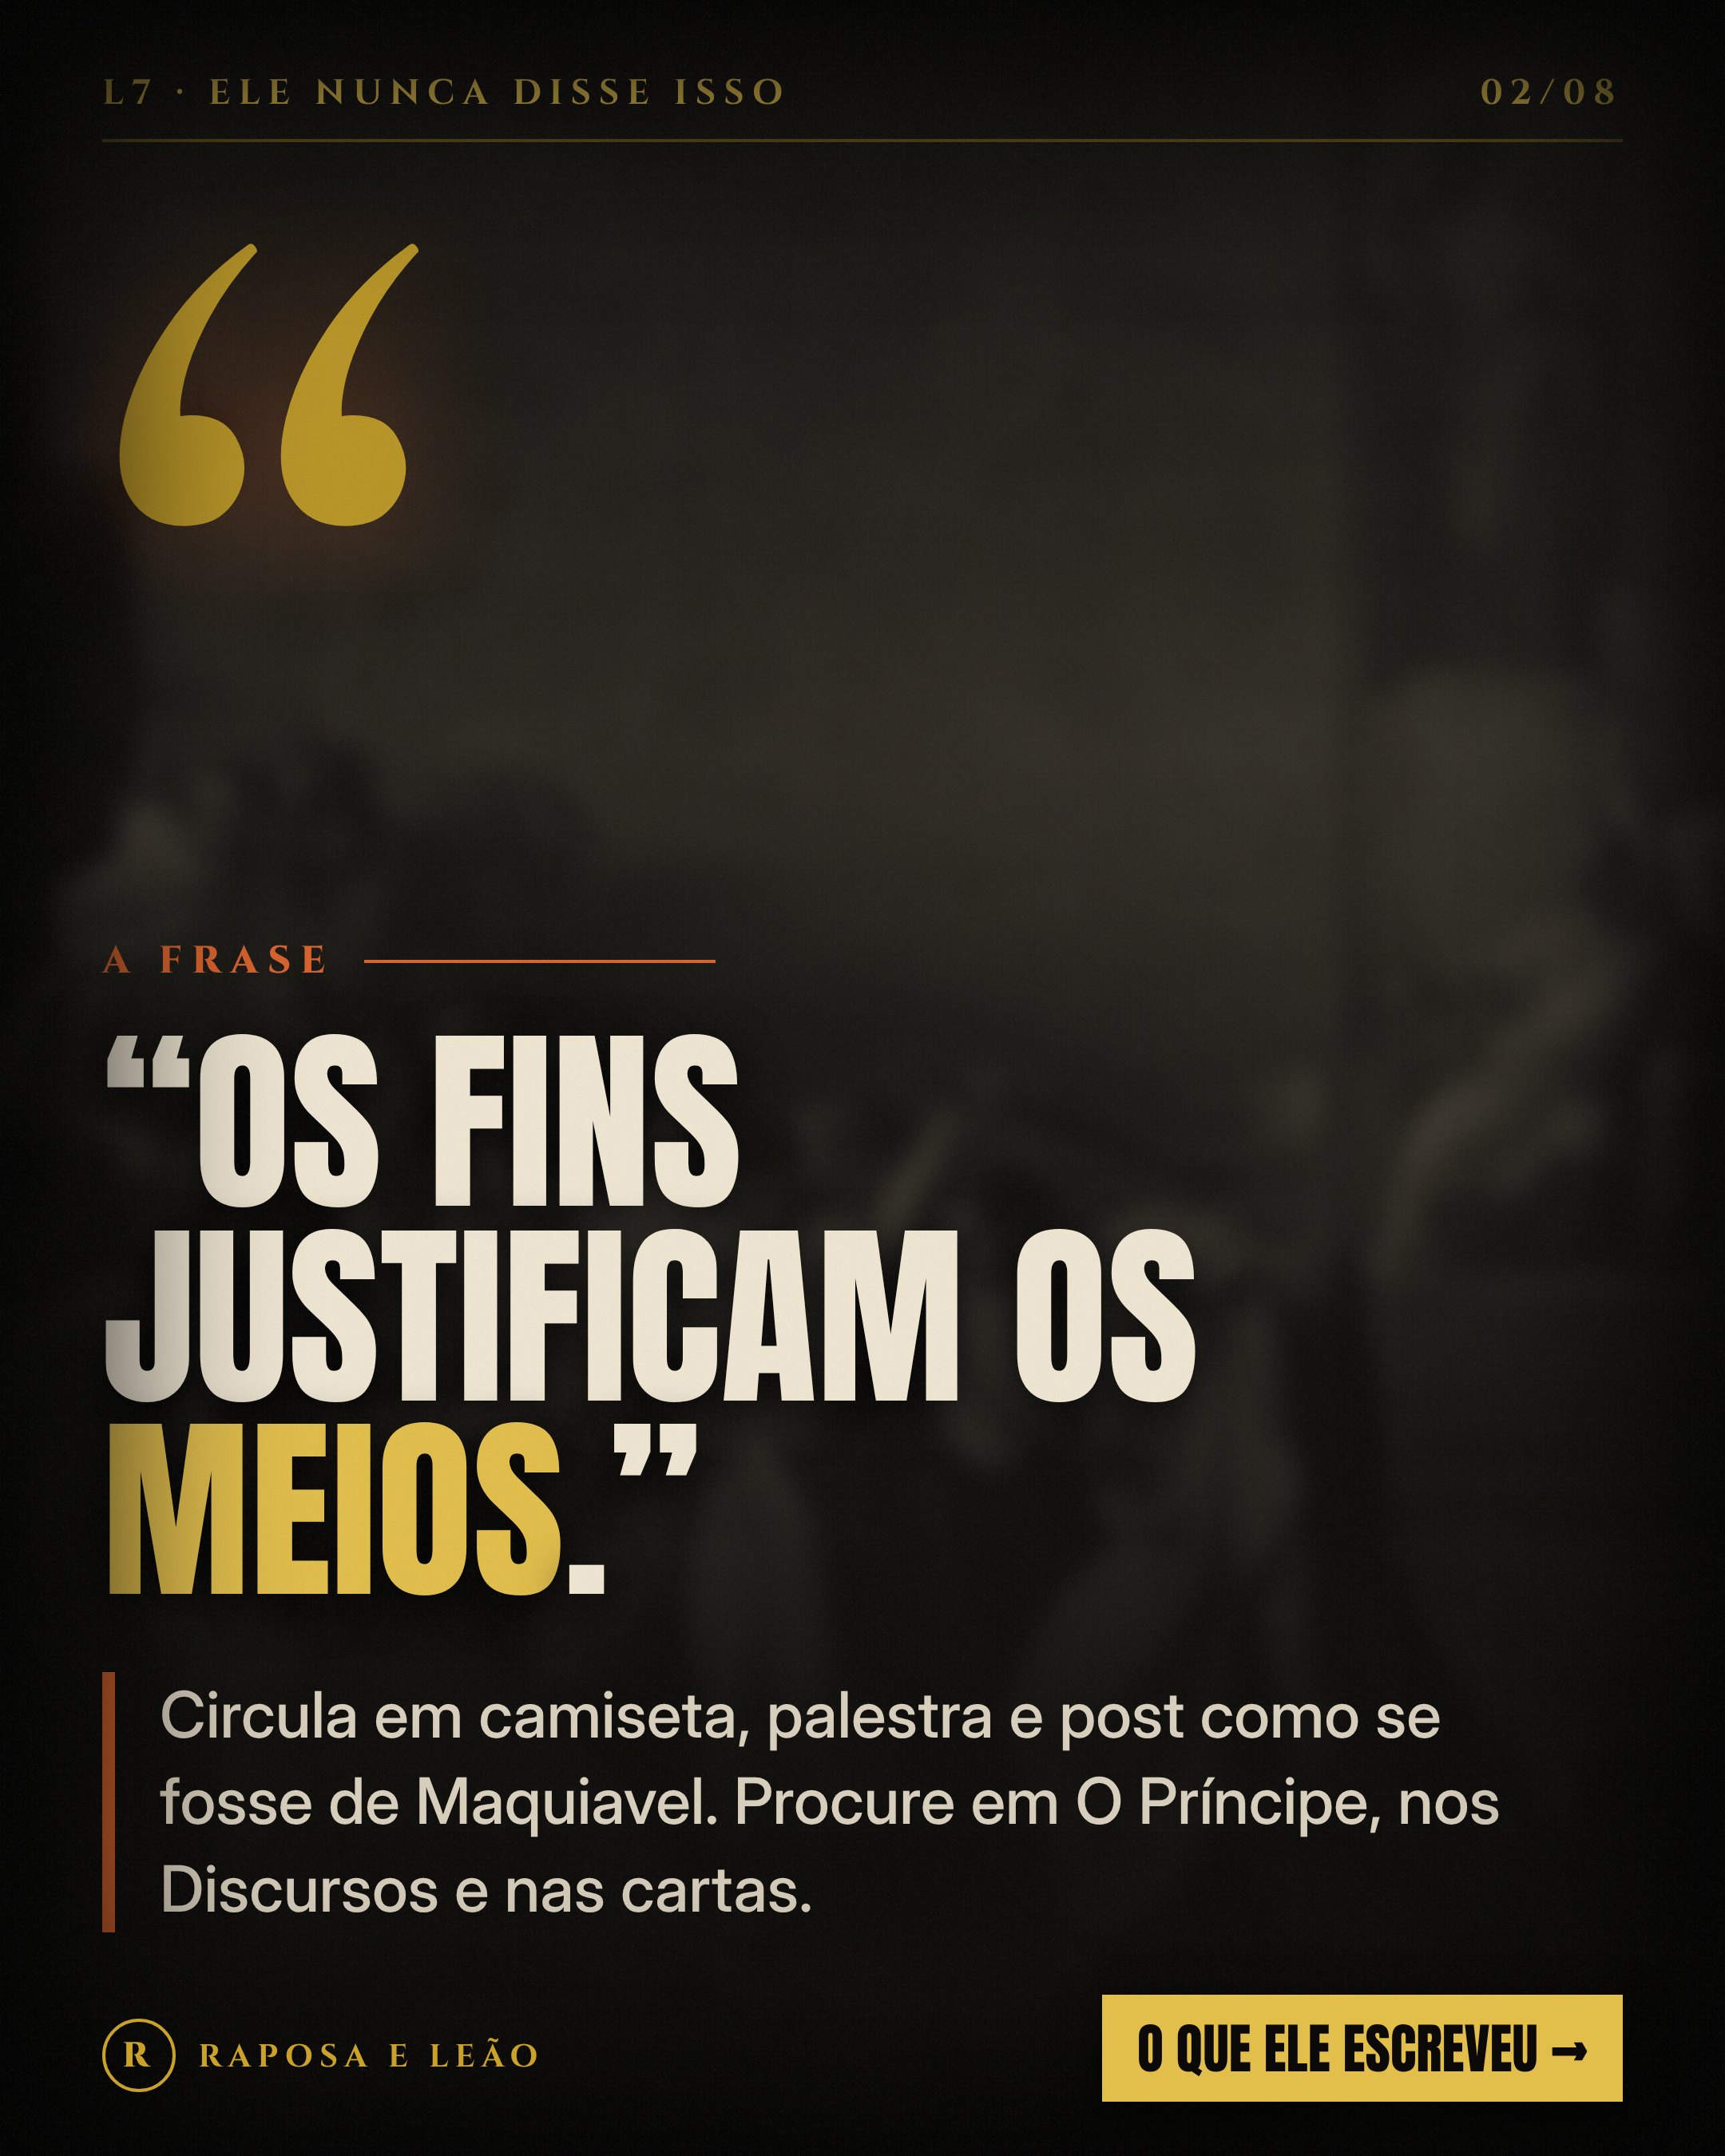 L7 · ELE NUNCA DISSE ISSO
02/08
“
A FRASE
“OS FINS
JUSTIFICAM OS
MEIOS.”
Circula em camiseta, palestra e post como se
fosse de Maquiavel. Procure em O Príncipe, nos
Discursos e nas cartas.
R RAPOSA E LEÃO
O QUE ELE ESCREVEU →